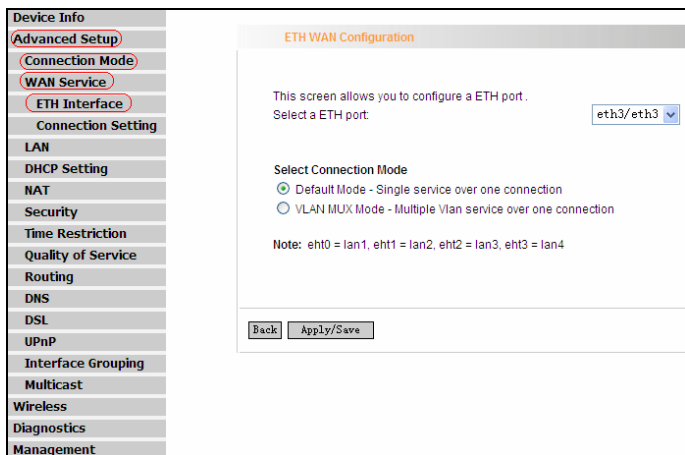 Device Info
Advanced Setup
Connection Mode
WAN Service
ETH Interface
Connection Setting
LAN
DHCP Setting
NAT
Security
Time Restriction
Quality of Service
Routing
DNS
DSL
UPnP
Interface Grouping
Multicast
Wireless
Diagnostics
Management
ETH WAN Configuration
This screen allows you to configure a ETH port .
Select a ETH port:
eth3/eth3
Select Connection Mode
Default Mode - Single service over one connection
VLAN MUX Mode - Multiple Vlan service over one connection
Note: eht0 = lan1, eht1 = lan2, eht2 = lan3, eht3 = lan4
Back
Apply/Save